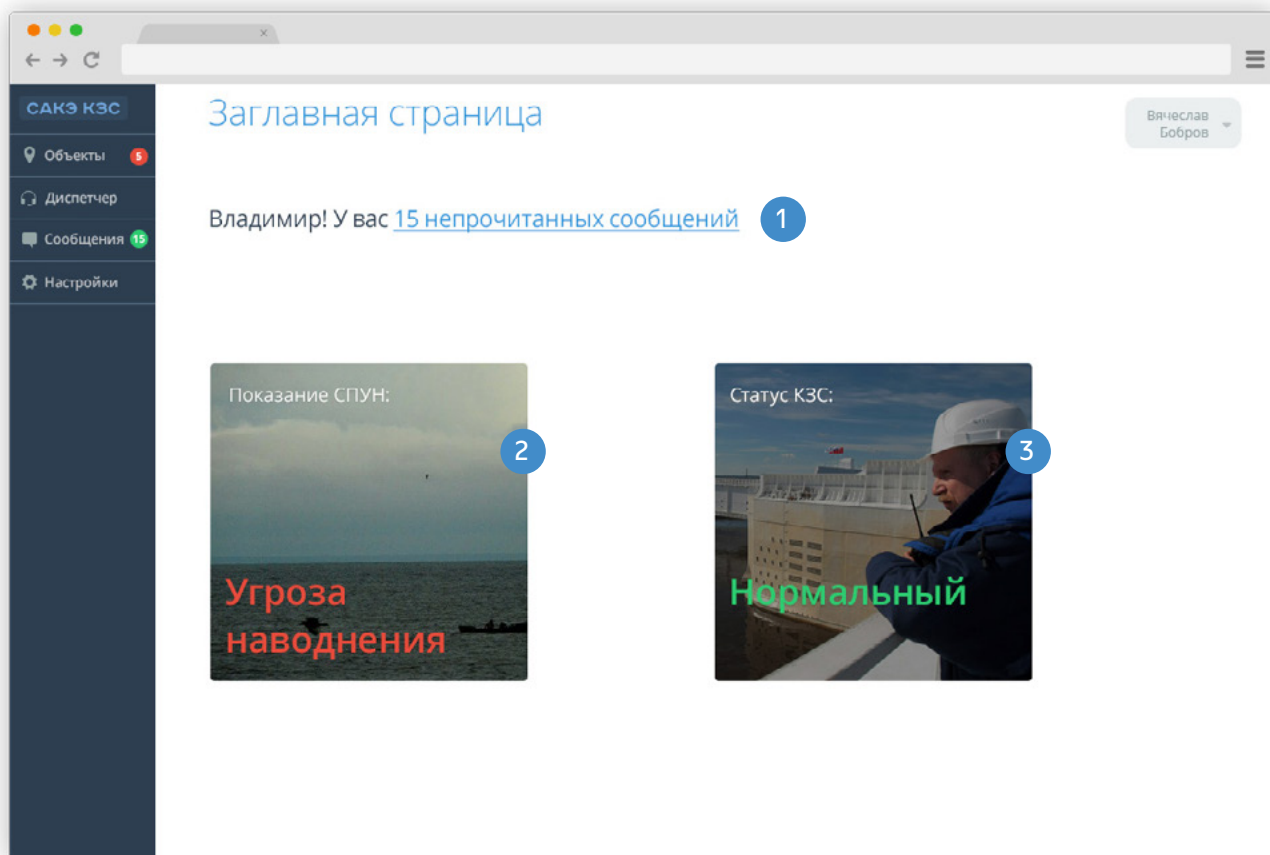 САКЭ КЗС
Объекты 5
Диспетчер
Сообщения 15
Настройки
Заглавная страница
Вячеслав
Бобров
Владимир! У вас 15 непрочитанных сообщений 1
Показание СПУН:
2
Угроза
наводнения
Статус КЗС:
3
Нормальный